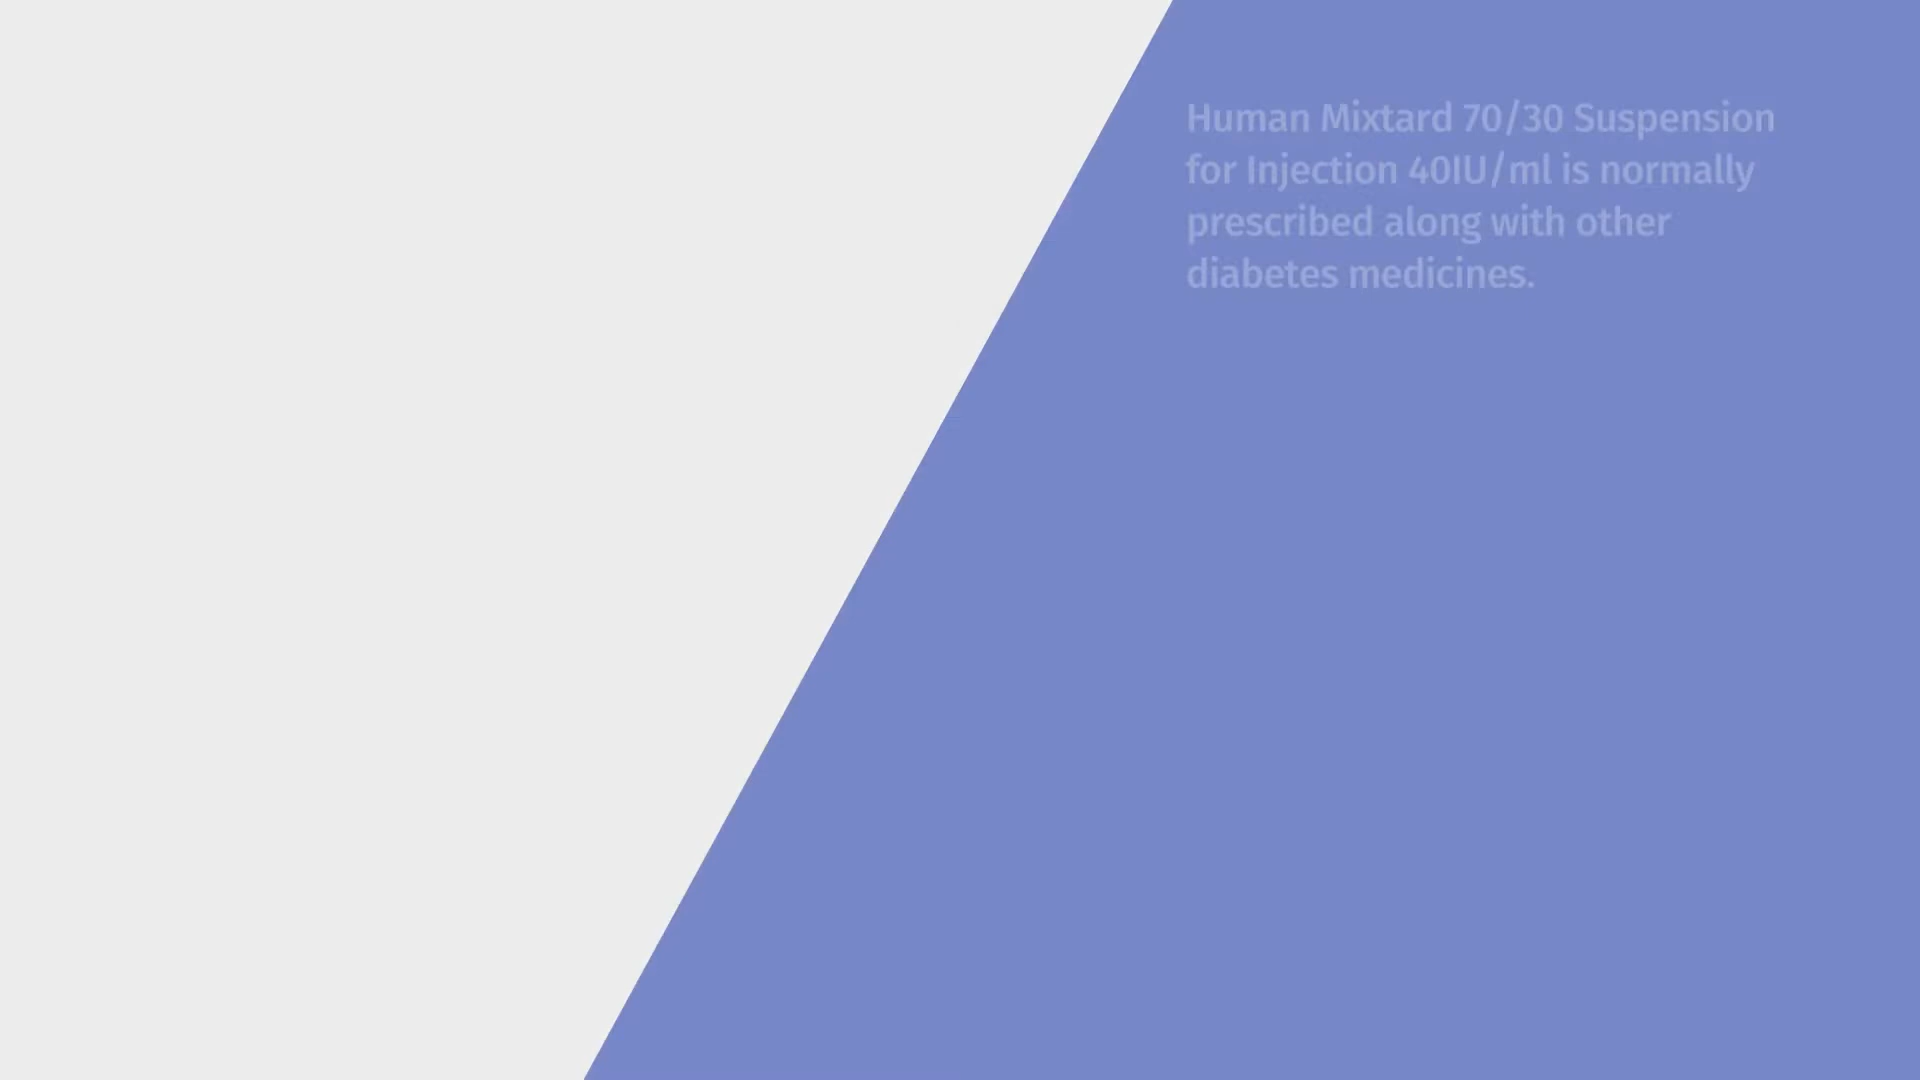 Human Mixtard 70/30 Suspension
for Injection 40IU/ml is normally
prescribed along with other
diabetes medicines.